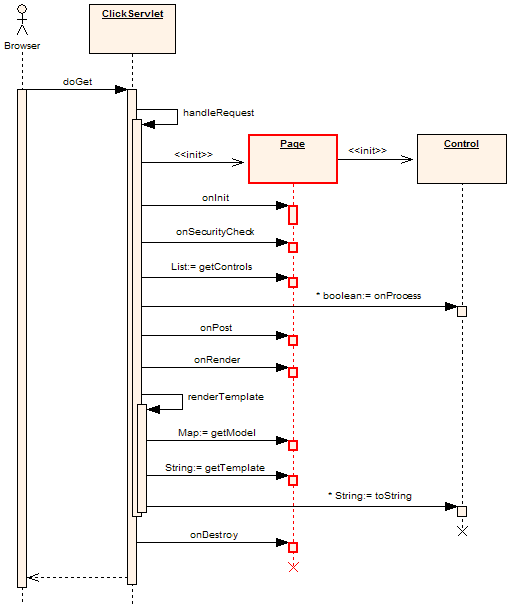 ClickServlet
Browser
doGet
handleRequest
Page
Control
<<init>>
<<init>>
onInit
onSecurityCheck
List:= getControls
* boolean:= onProcess
onPost
onRender
renderTemplate
Map:= getModel
String:= getTemplate
* String:= toString
onDestroy